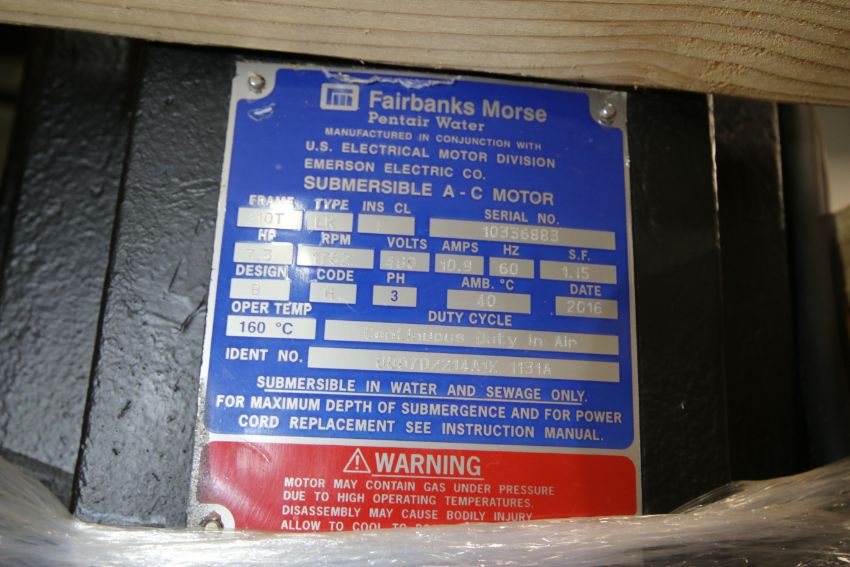 Fairbanks Morse
Pentair Water
MANUFACTURED IN CONJUNCTION WITH
U.S. ELECTRICAL MOTOR DIVISION
EMERSON ELECTRIC CO.
SUBMERSIBLE A-C MOTOR
FRAME TYPE INS CL SERIAL NO.
10336883
HP RPM VOLTS AMPS HZ S.F.
10.9 60 1.15
DESIGN CODE PH AMB. °C DATE
B H 3 40 2016
OPER TEMP DUTY CYCLE
160 °C Continuous Duty in Air
IDENT NO.
SUBMERSIBLE IN WATER AND SEWAGE ONLY.
FOR MAXIMUM DEPTH OF SUBMERGENCE AND FOR POWER
CORD REPLACEMENT SEE INSTRUCTION MANUAL.
WARNING
MOTOR MAY CONTAIN GAS UNDER PRESSURE
DUE TO HIGH OPERATING TEMPERATURES.
DISASSEMBLY MAY CAUSE BODILY INJURY
ALLOW TO COOL TO